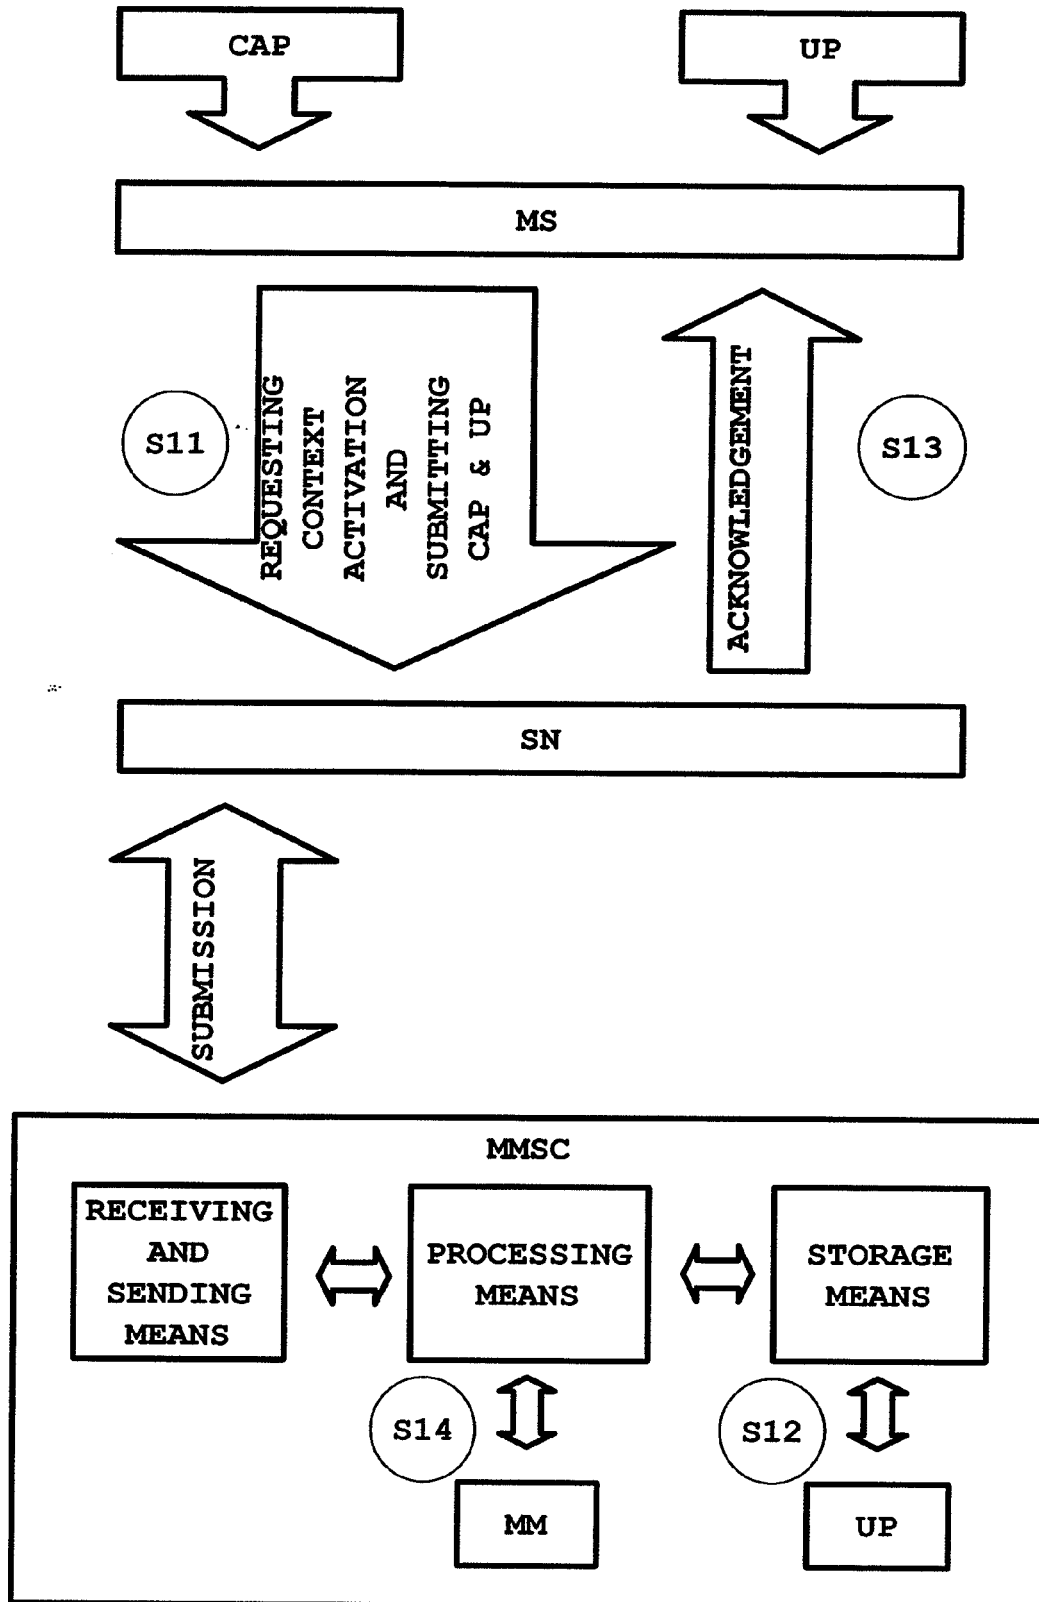 CAP
UP
MS
S11
REQUESTING
CONTEXT
ACTIVATION
AND
SUBMITTING
CAP & UP
ACKNOWLEDGEMENT
S13
SN
SUBMISSION
MMSC
RECEIVING
AND
SENDING
MEANS
PROCESSING
MEANS
STORAGE
MEANS
S14
S12
MM
UP